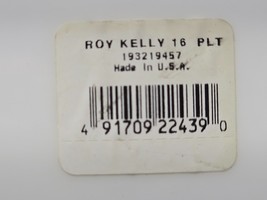 ROY KELLY 16 PLT
193219457
Made In U.S.A.
4 91709 22439 0